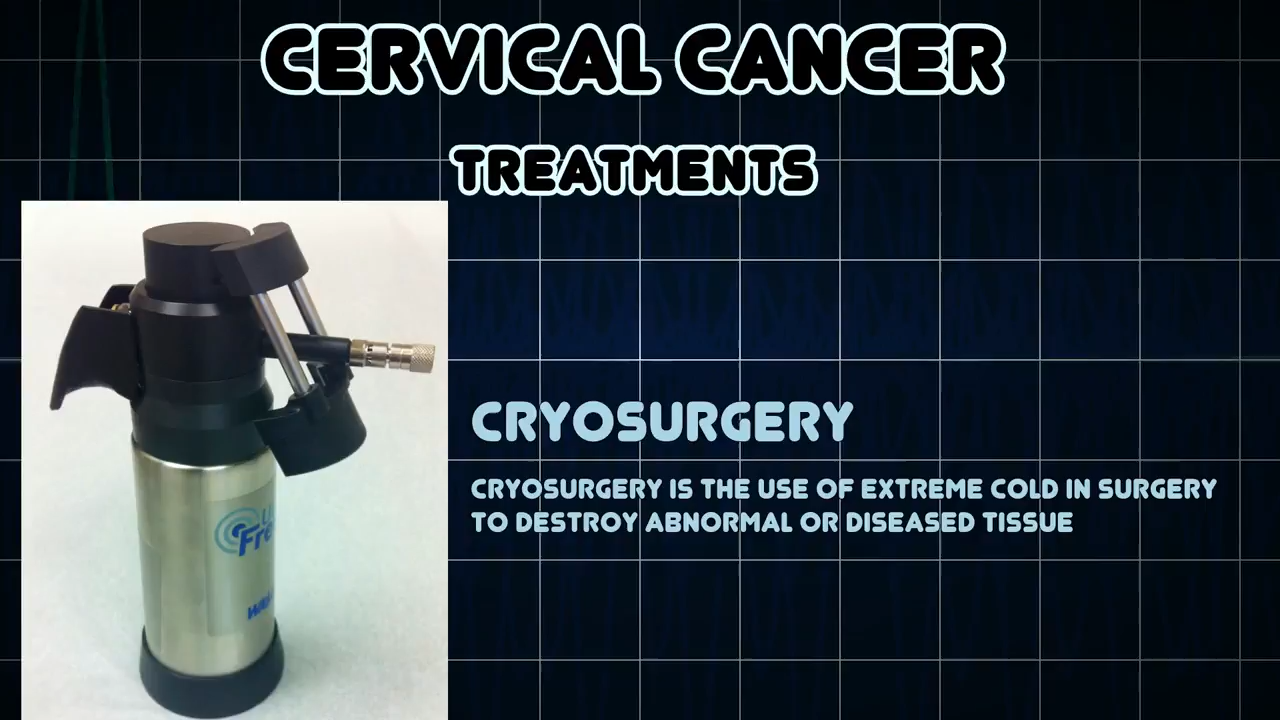 CERVICAL CANCER
TREATMENTS
CRYOSURGERY
CRYOSURGERY IS THE USE OF EXTREME COLD IN SURGERY
TO DESTROY ABNORMAL OR DISEASED TISSUE